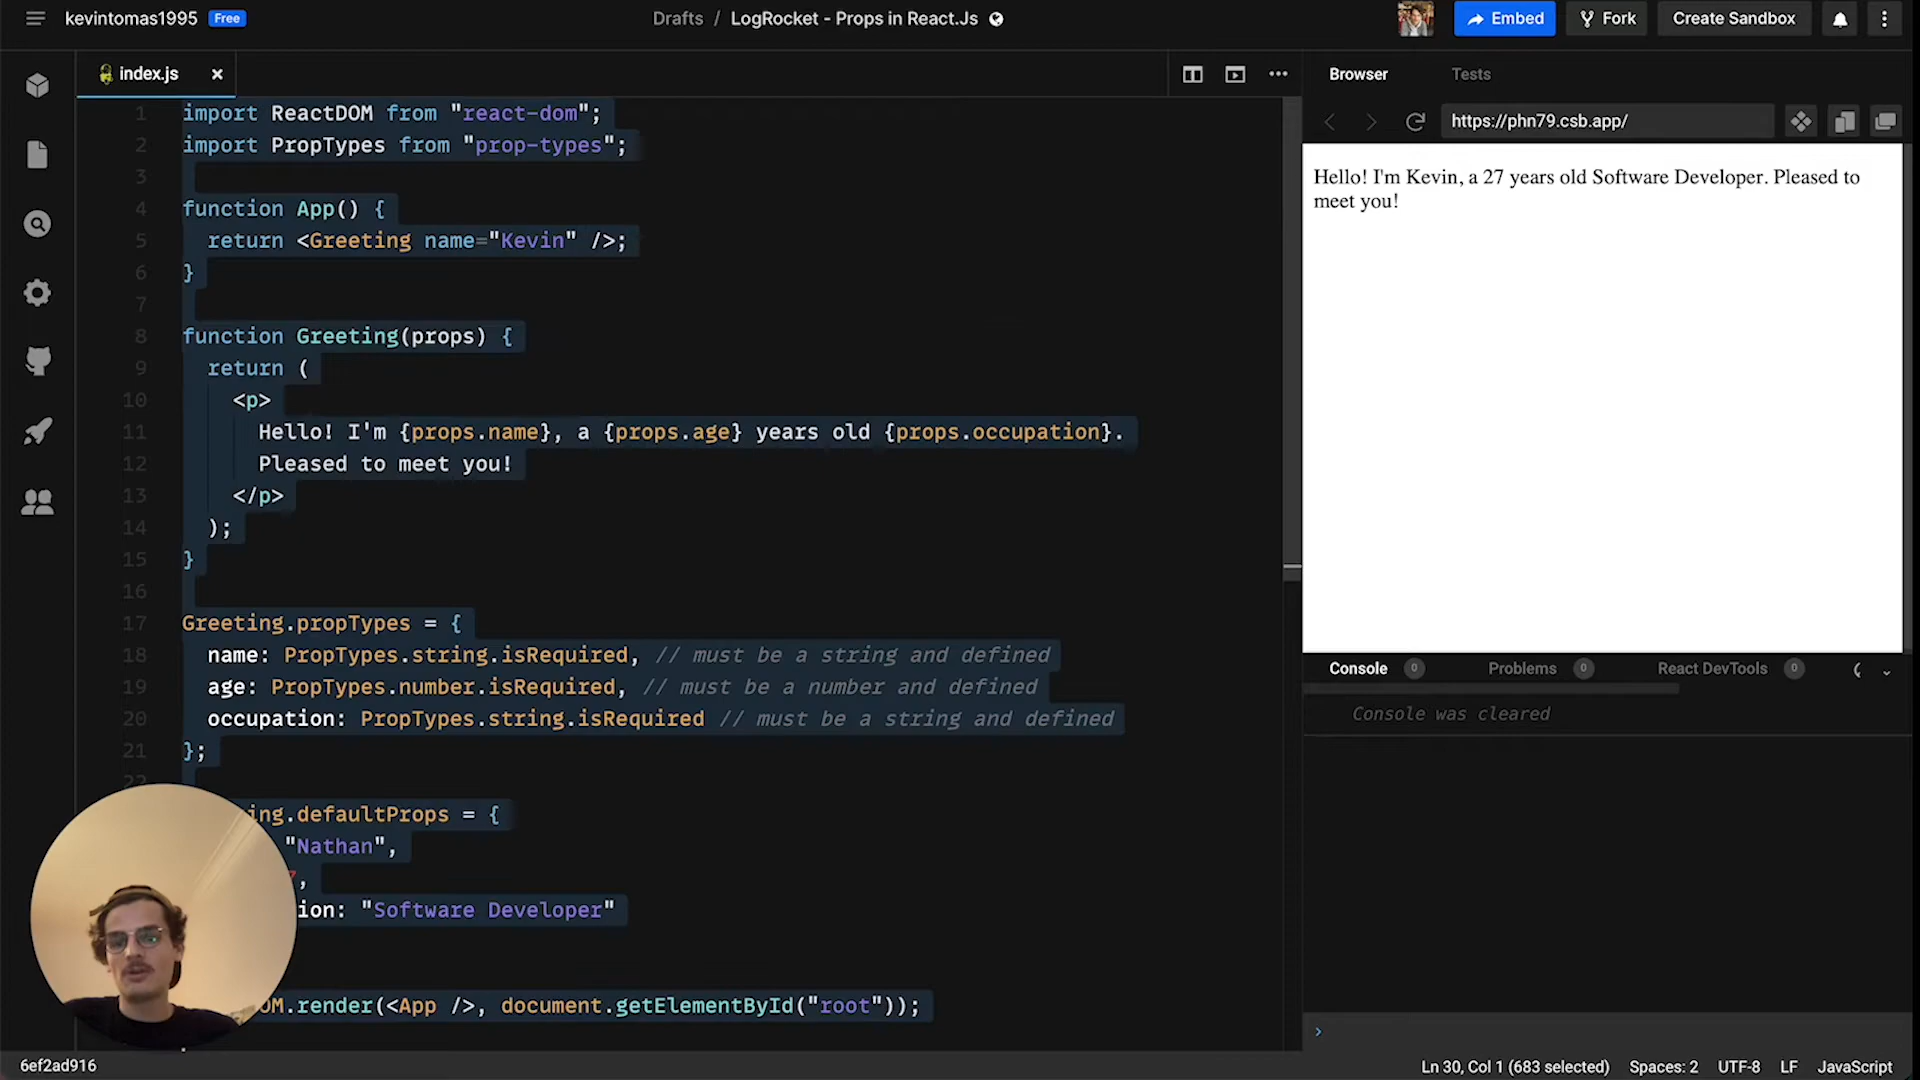 kevintomas1995 Free
Drafts / LogRocket - Props in React.Js
Embed Fork Create Sandbox
index.js
Browser Tests
https://phn79.csb.app/
1 import ReactDOM from "react-dom";
2 import PropTypes from "prop-types";
3
4 function App() {
5 return <Greeting name="Kevin" />;
6 }
7
8 function Greeting(props) {
9 return (
10 <p>
11 Hello! I'm {props.name}, a {props.age} years old {props.occupation}.
12 Pleased to meet you!
13 </p>
14 );
15 }
16
17 Greeting.propTypes = {
18 name: PropTypes.string.isRequired, // must be a string and defined
19 age: PropTypes.number.isRequired, // must be a number and defined
20 occupation: PropTypes.string.isRequired // must be a string and defined
21 };
22
ing.defaultProps = {
"Nathan",
7,
ion: "Software Developer"
OM.render(<App />, document.getElementById("root"));
Hello! I'm Kevin, a 27 years old Software Developer. Pleased to
meet you!
Console 0 Problems 0 React DevTools 0
Console was cleared
6ef2ad916
Ln 30, Col 1 (683 selected) Spaces: 2 UTF-8 LF JavaScript